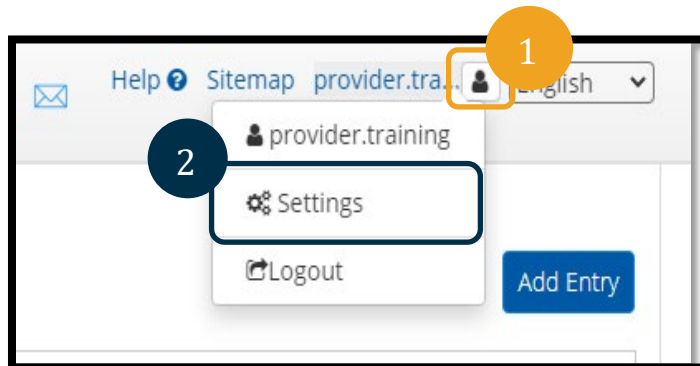 1
Help Sitemap provider.tra... English
provider.training
2
Settings
Logout
Add Entry